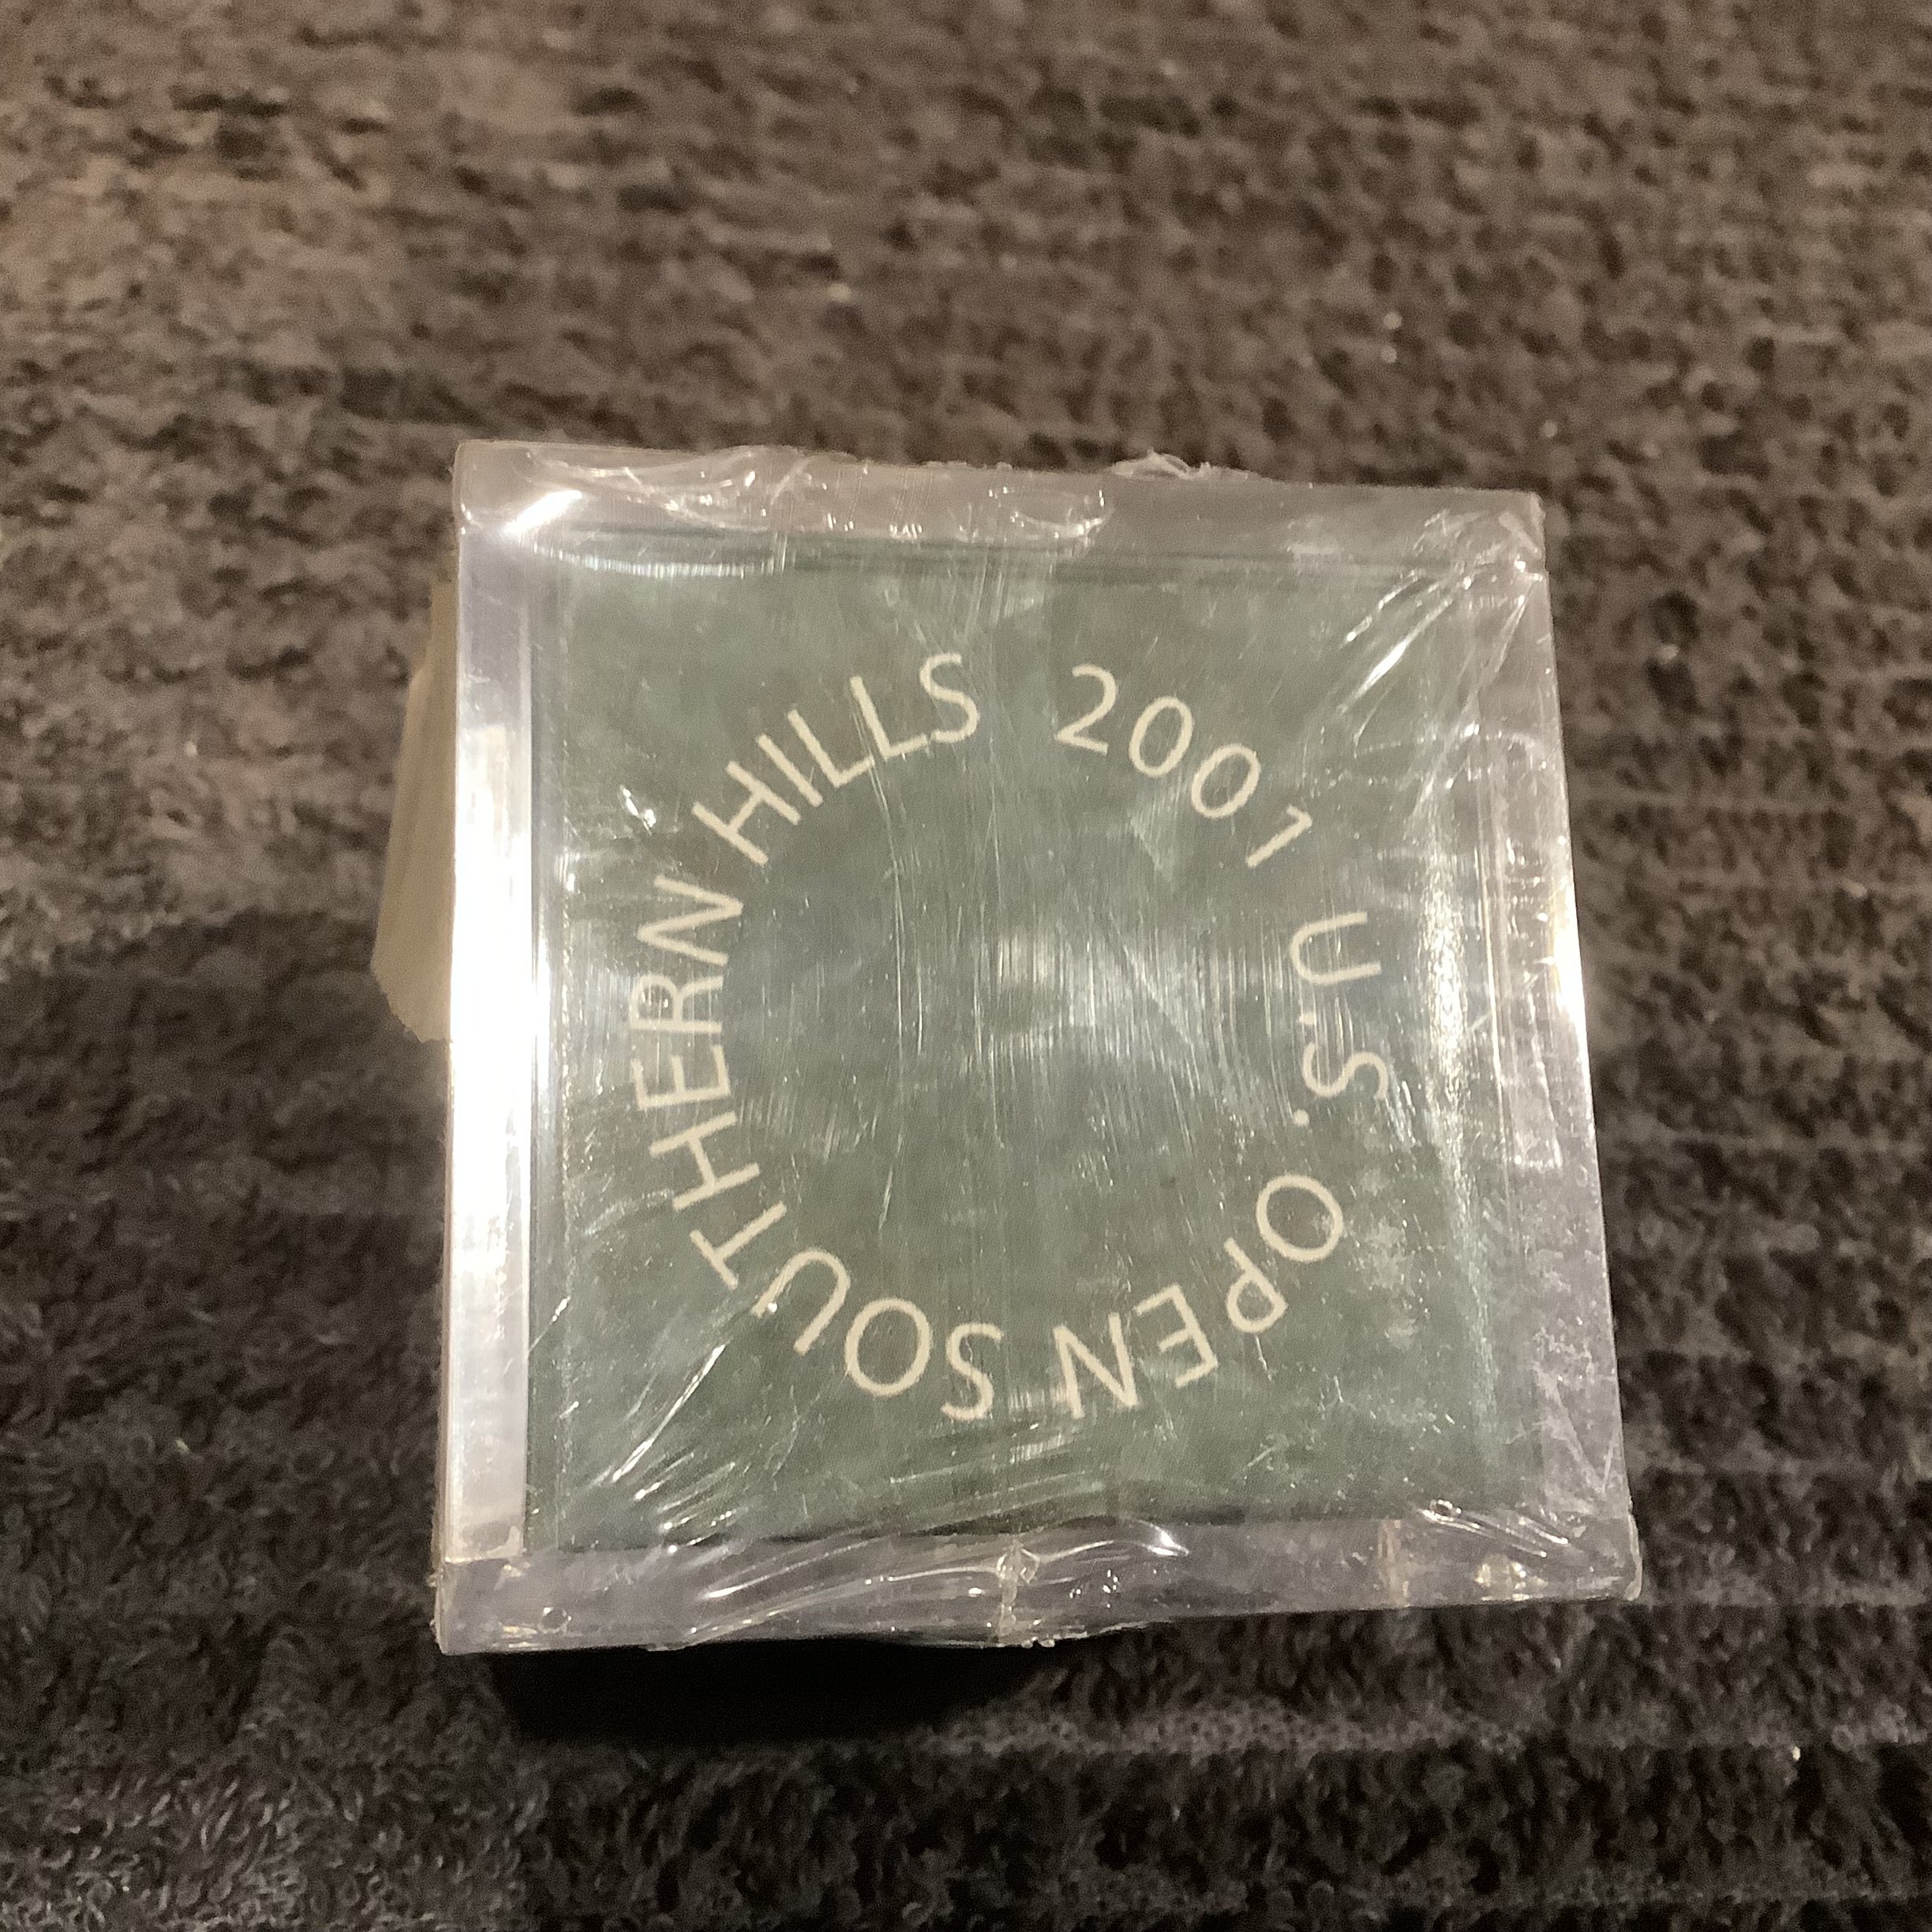 2001 U.S. OPEN SOUTHERN HILLS